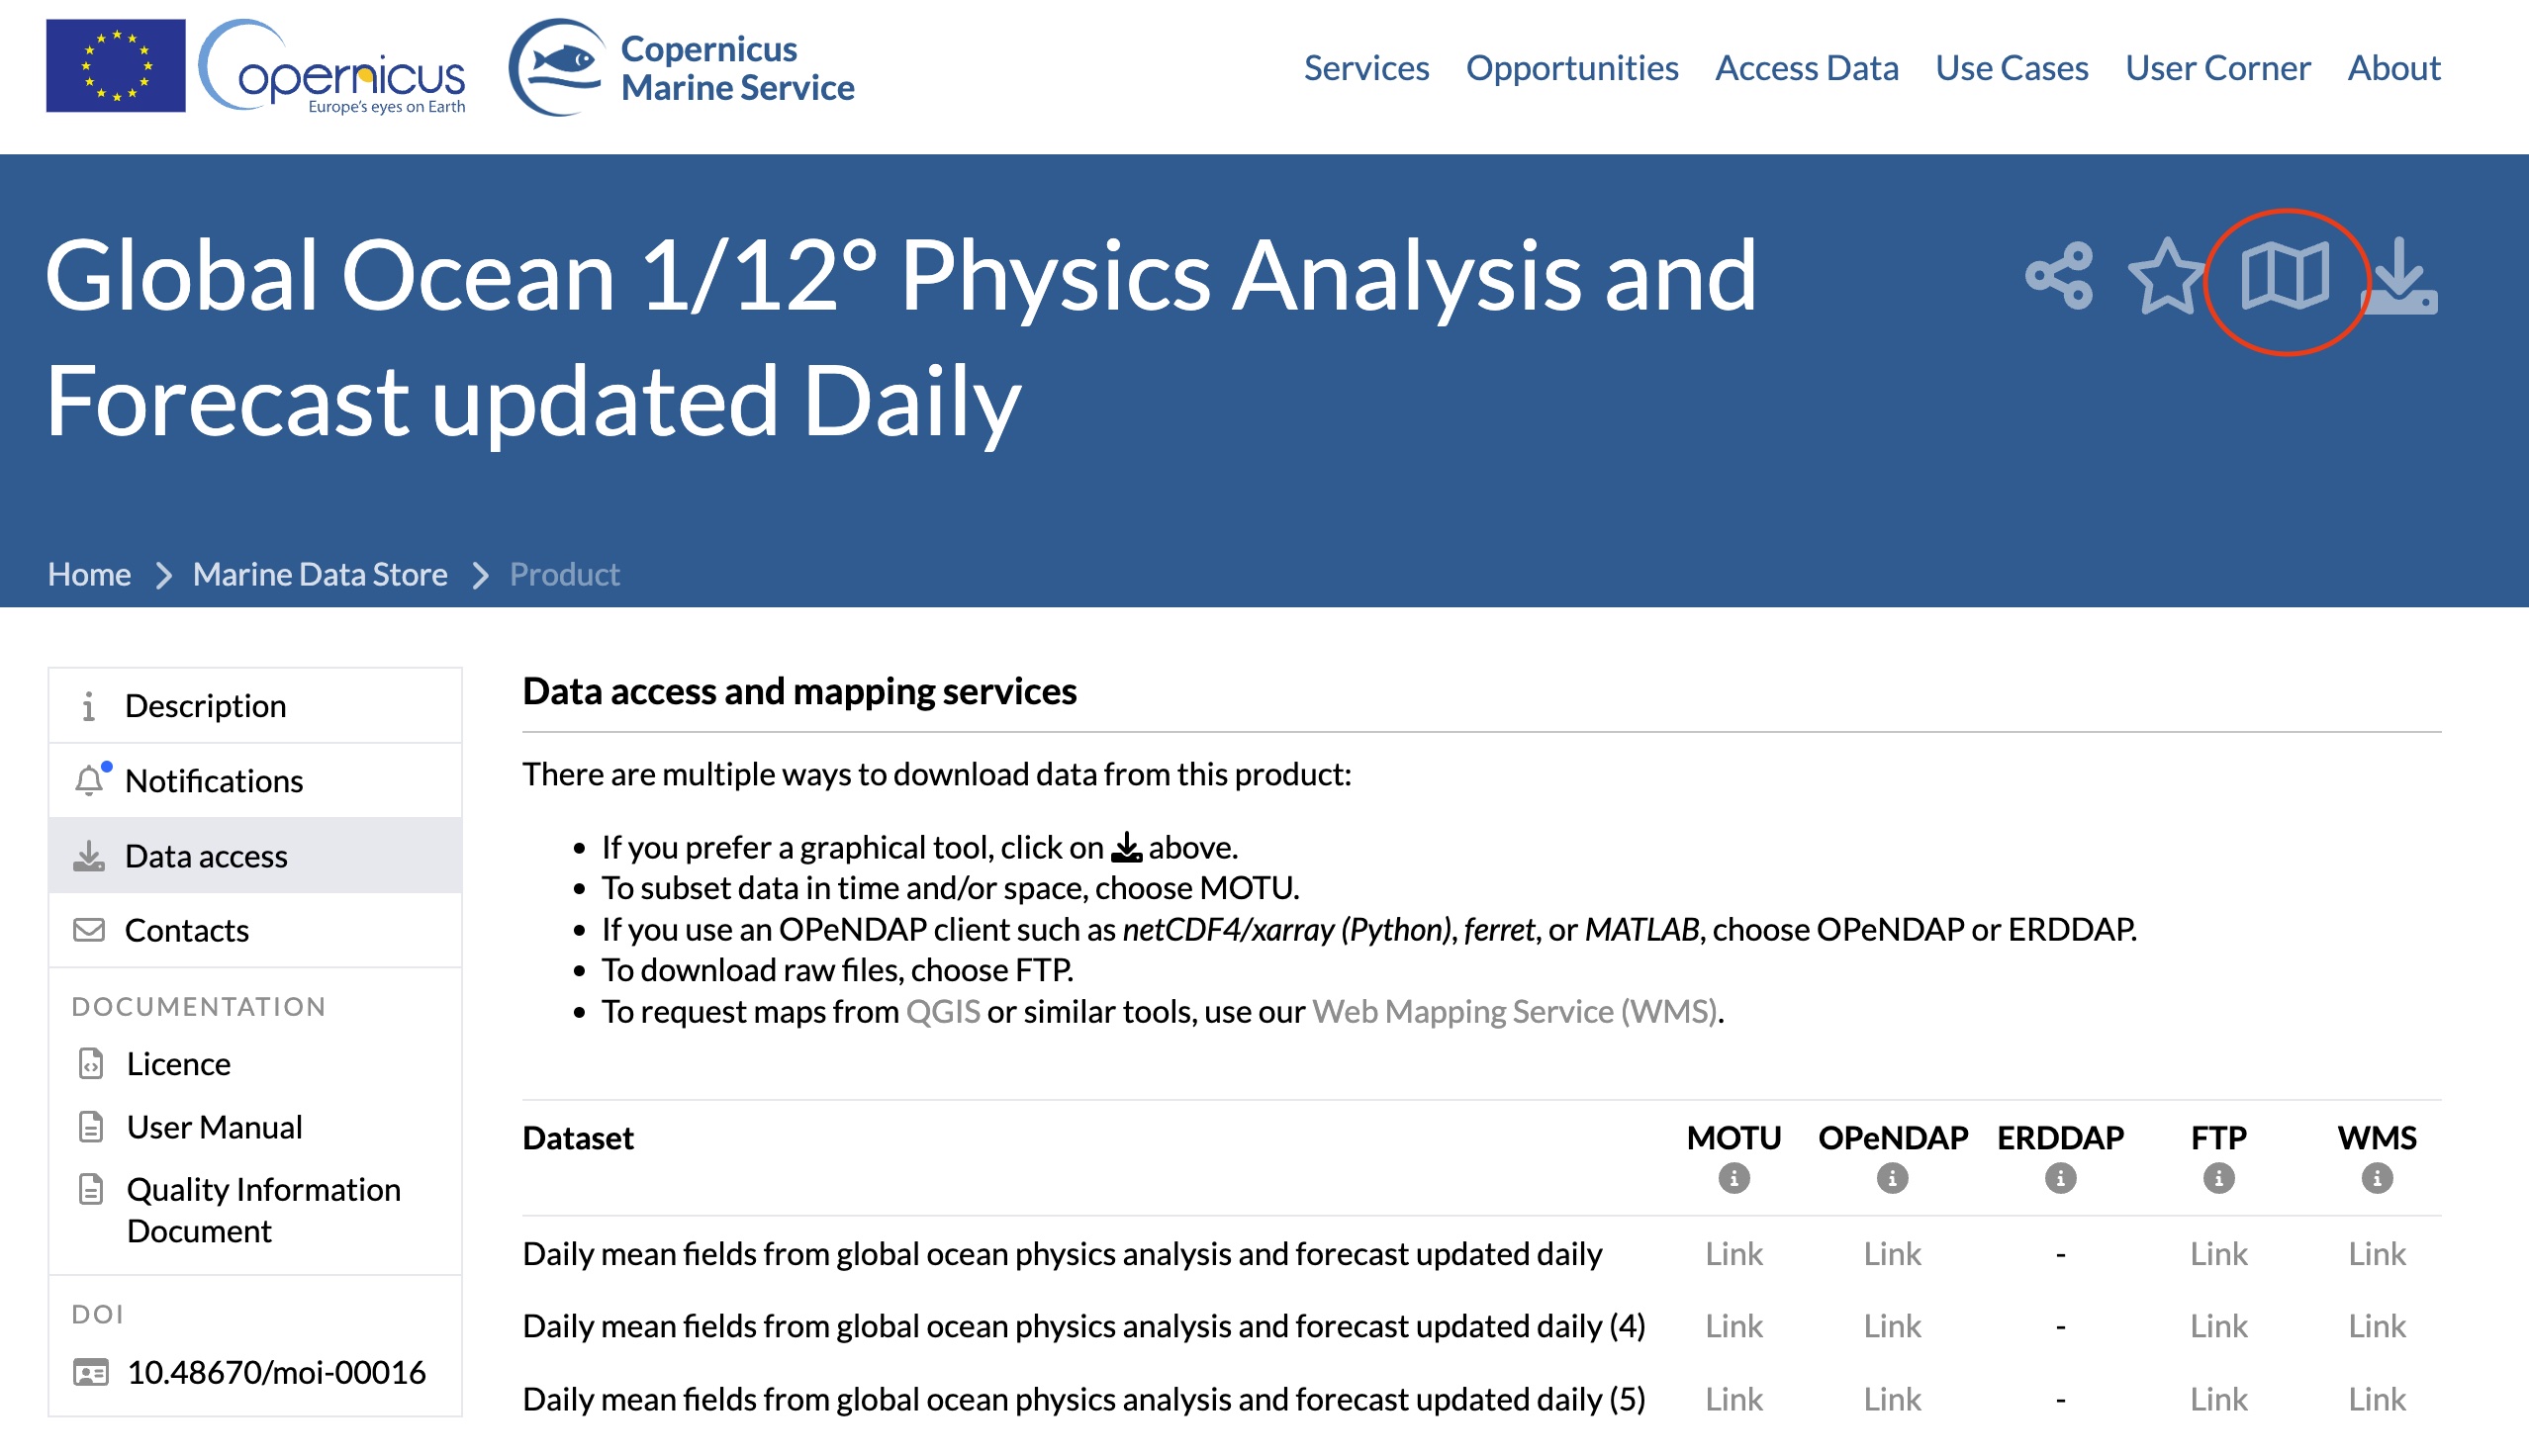 opernicus
Europe's eyes on Earth
Copernicus
Marine Service
Services Opportunities Access Data Use Cases User Corner About
Global Ocean 1/12° Physics Analysis and
Forecast updated Daily
Home Marine Data Store Product
Description
Notifications
Data access
Contacts
DOCUMENTATION
Licence
User Manual
Quality Information
Document
DOI
10.48670/moi-00016
Data access and mapping services
There are multiple ways to download data from this product:
• If you prefer a graphical tool, click on above.
• To subset data in time and/or space, choose MOTU.
• If you use an OPeNDAP client such as netCDF4/xarray (Python), ferret, or MATLAB, choose OPeNDAP or ERDDAP.
• To download raw files, choose FTP.
• To request maps from QGIS or similar tools, use our Web Mapping Service (WMS).
Dataset MOTU OPeNDAP ERDDAP FTP WMS
Daily mean fields from global ocean physics analysis and forecast updated daily Link Link - Link Link
Daily mean fields from global ocean physics analysis and forecast updated daily (4) Link Link - Link Link
Daily mean fields from global ocean physics analysis and forecast updated daily (5) Link Link - Link Link